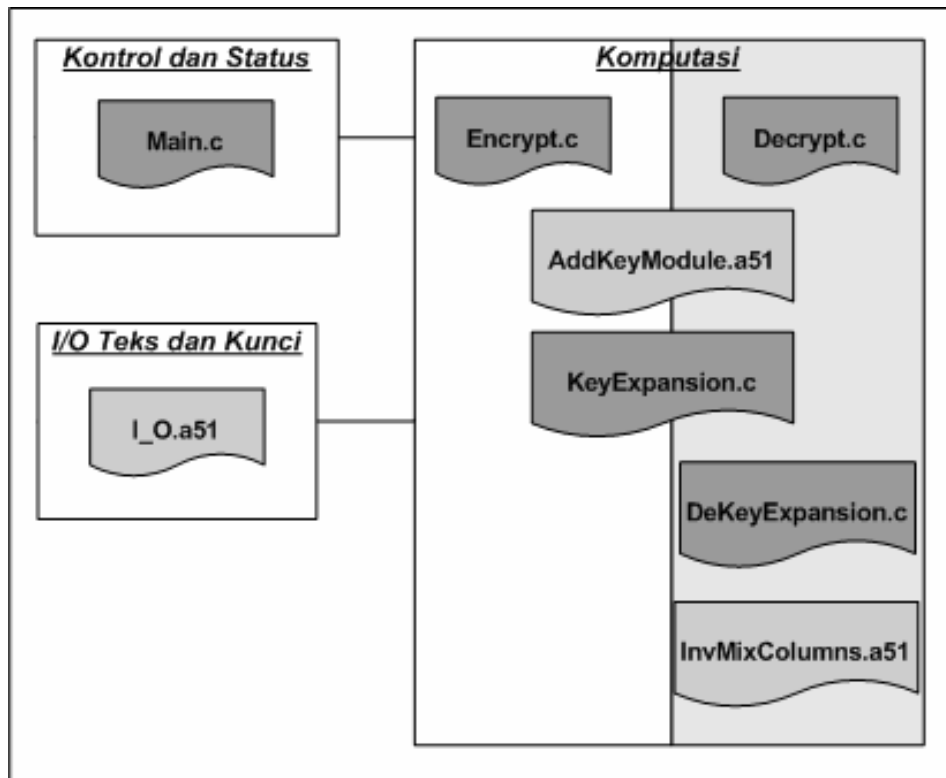 Kontrol dan Status
Main.c
I/O Teks dan Kunci
I_O.a51
Komputasi
Encrypt.c
Decrypt.c
AddKeyModule.a51
KeyExpansion.c
DeKeyExpansion.c
InvMixColumns.a51